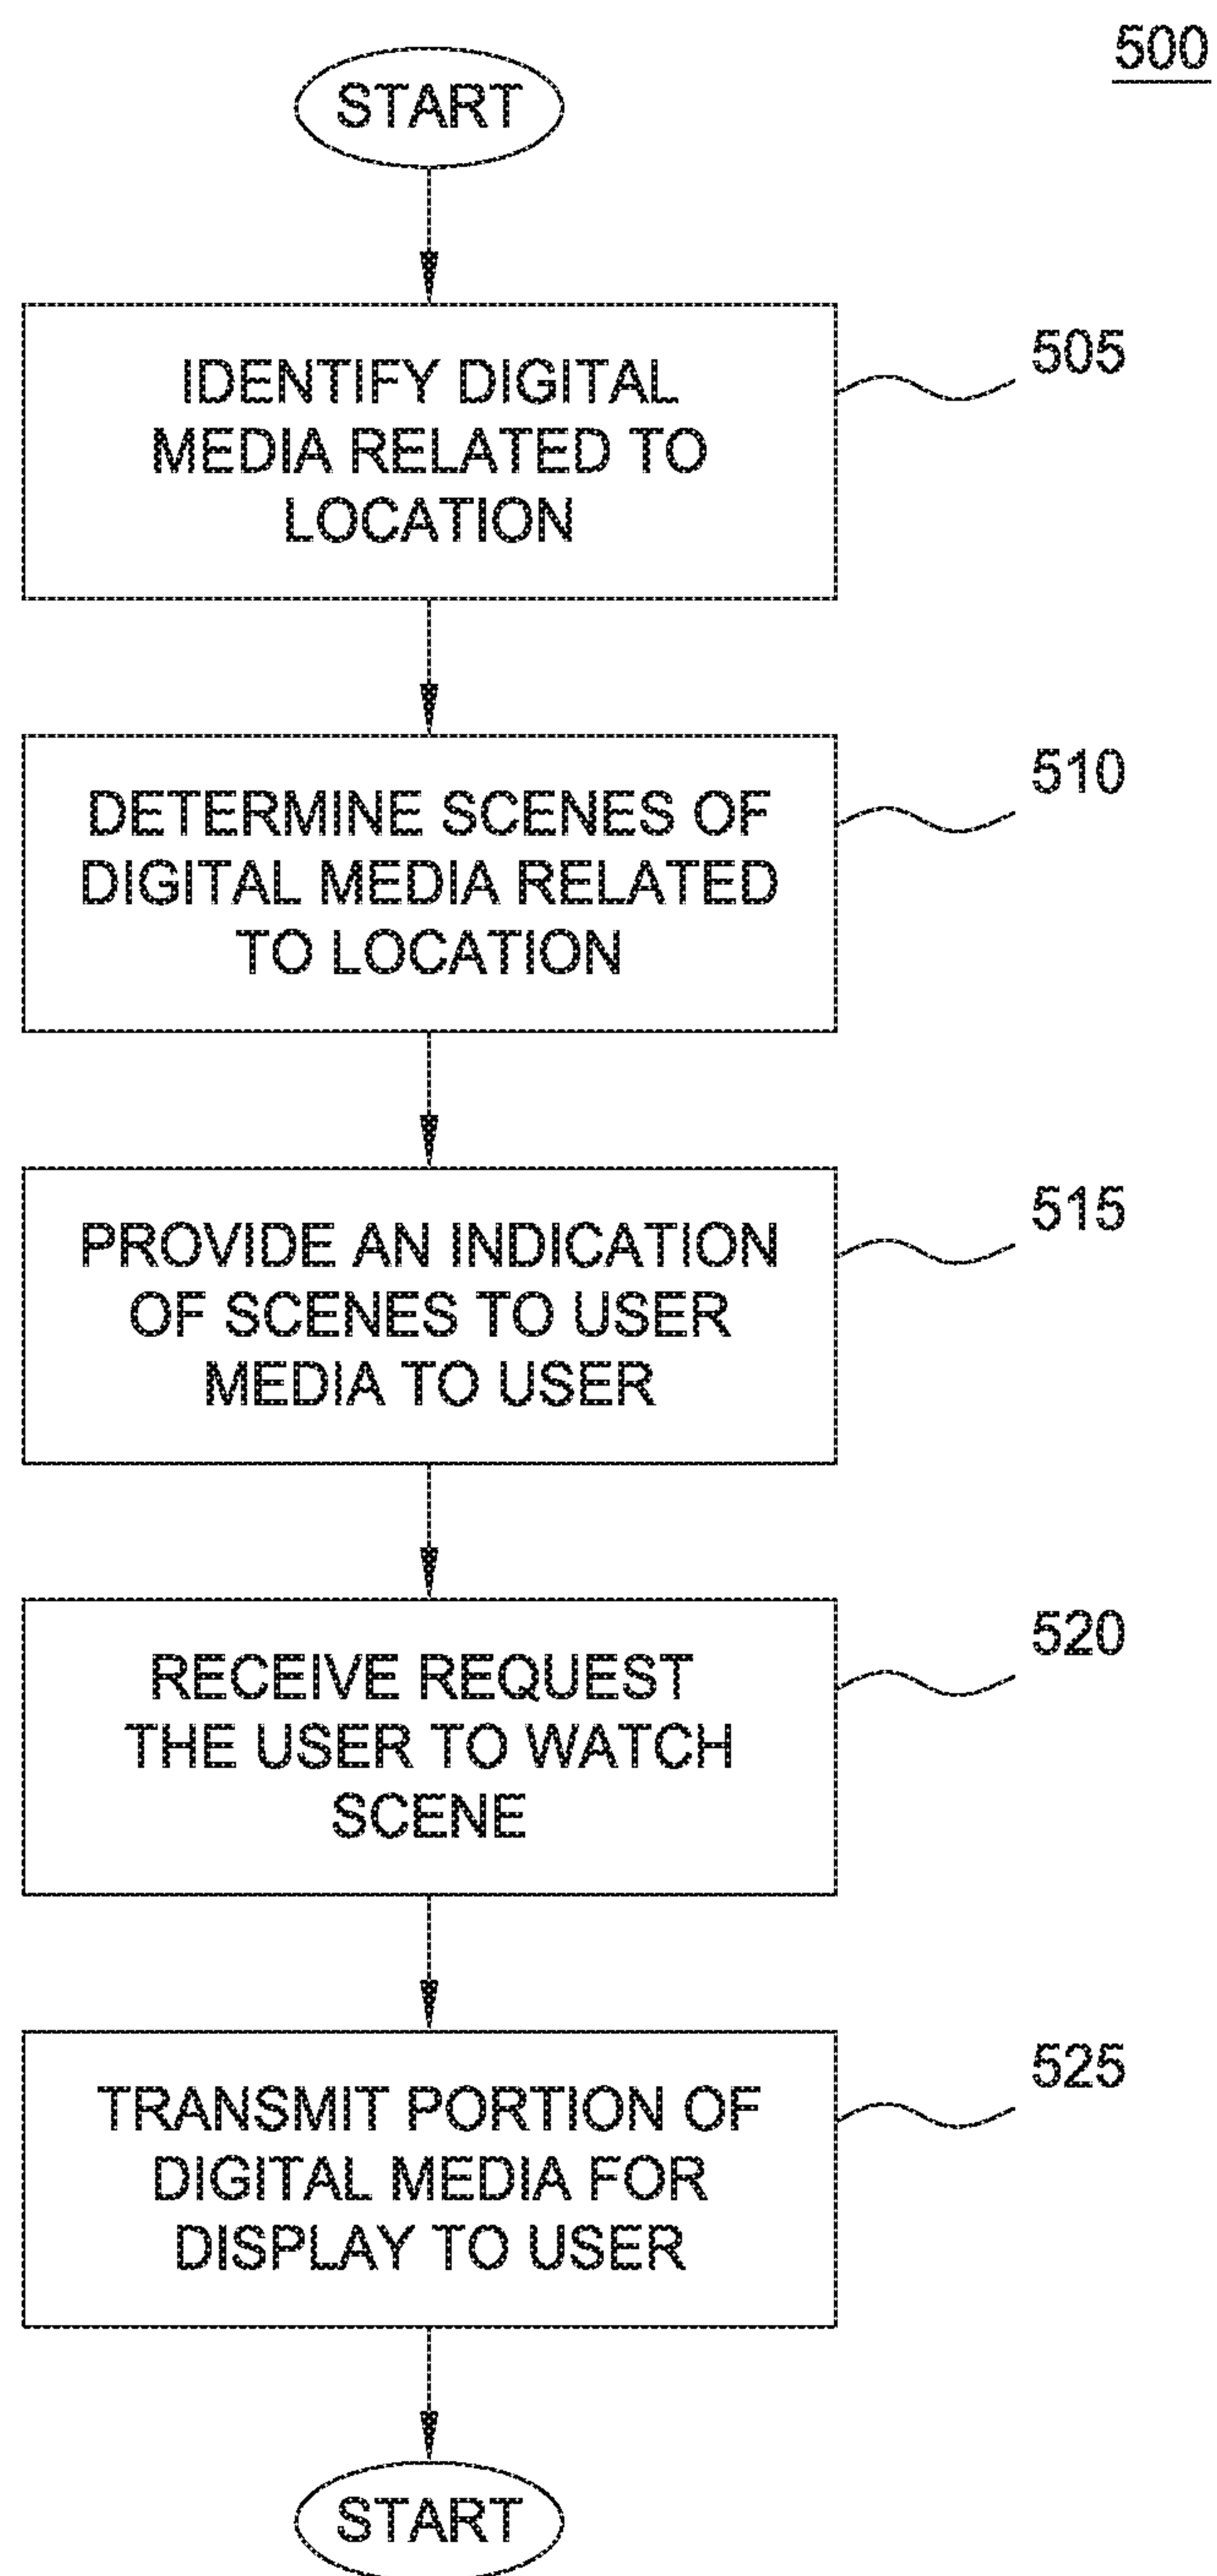 500
START
IDENTIFY DIGITAL
MEDIA RELATED TO
LOCATION
505
DETERMINE SCENES OF
DIGITAL MEDIA RELATED
TO LOCATION
510
PROVIDE AN INDICATION
OF SCENES TO USER
MEDIA TO USER
515
RECEIVE REQUEST
THE USER TO WATCH
SCENE
520
TRANSMIT PORTION OF
DIGITAL MEDIA FOR
DISPLAY TO USER
525
START